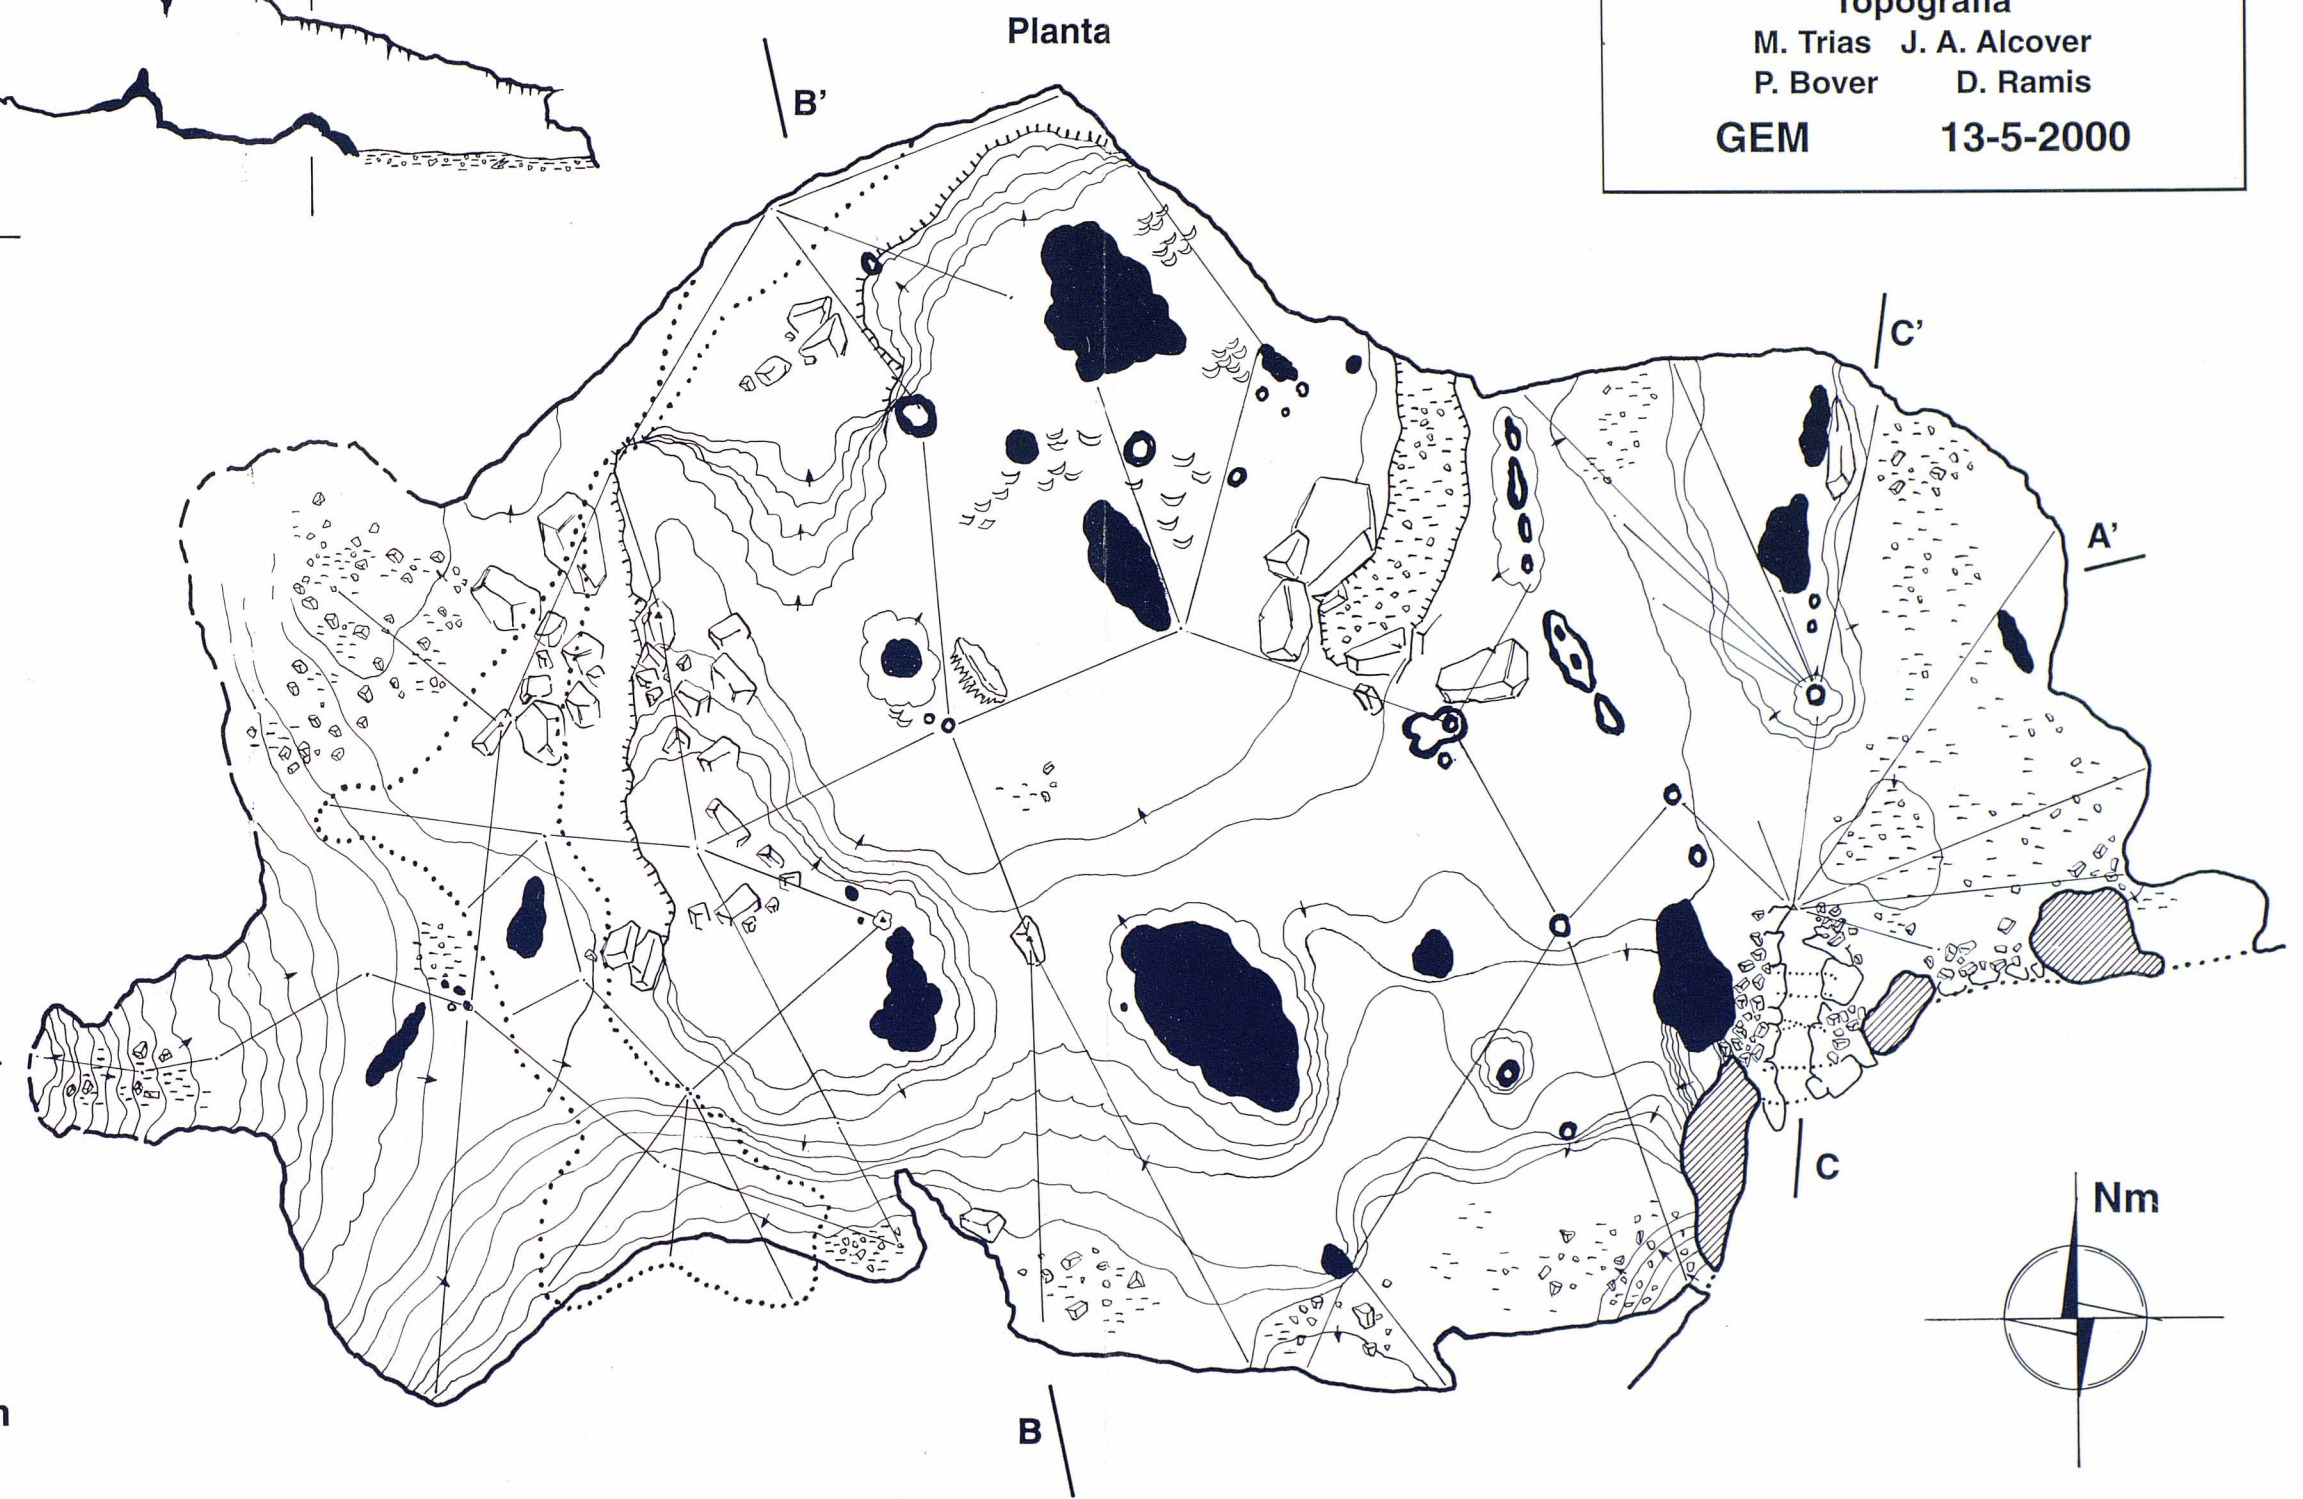 Planta
Topografia
M. Trias J. A. Alcover
P. Bover D. Ramis
GEM 13-5-2000
B'
C'
A'
C
Nm
B